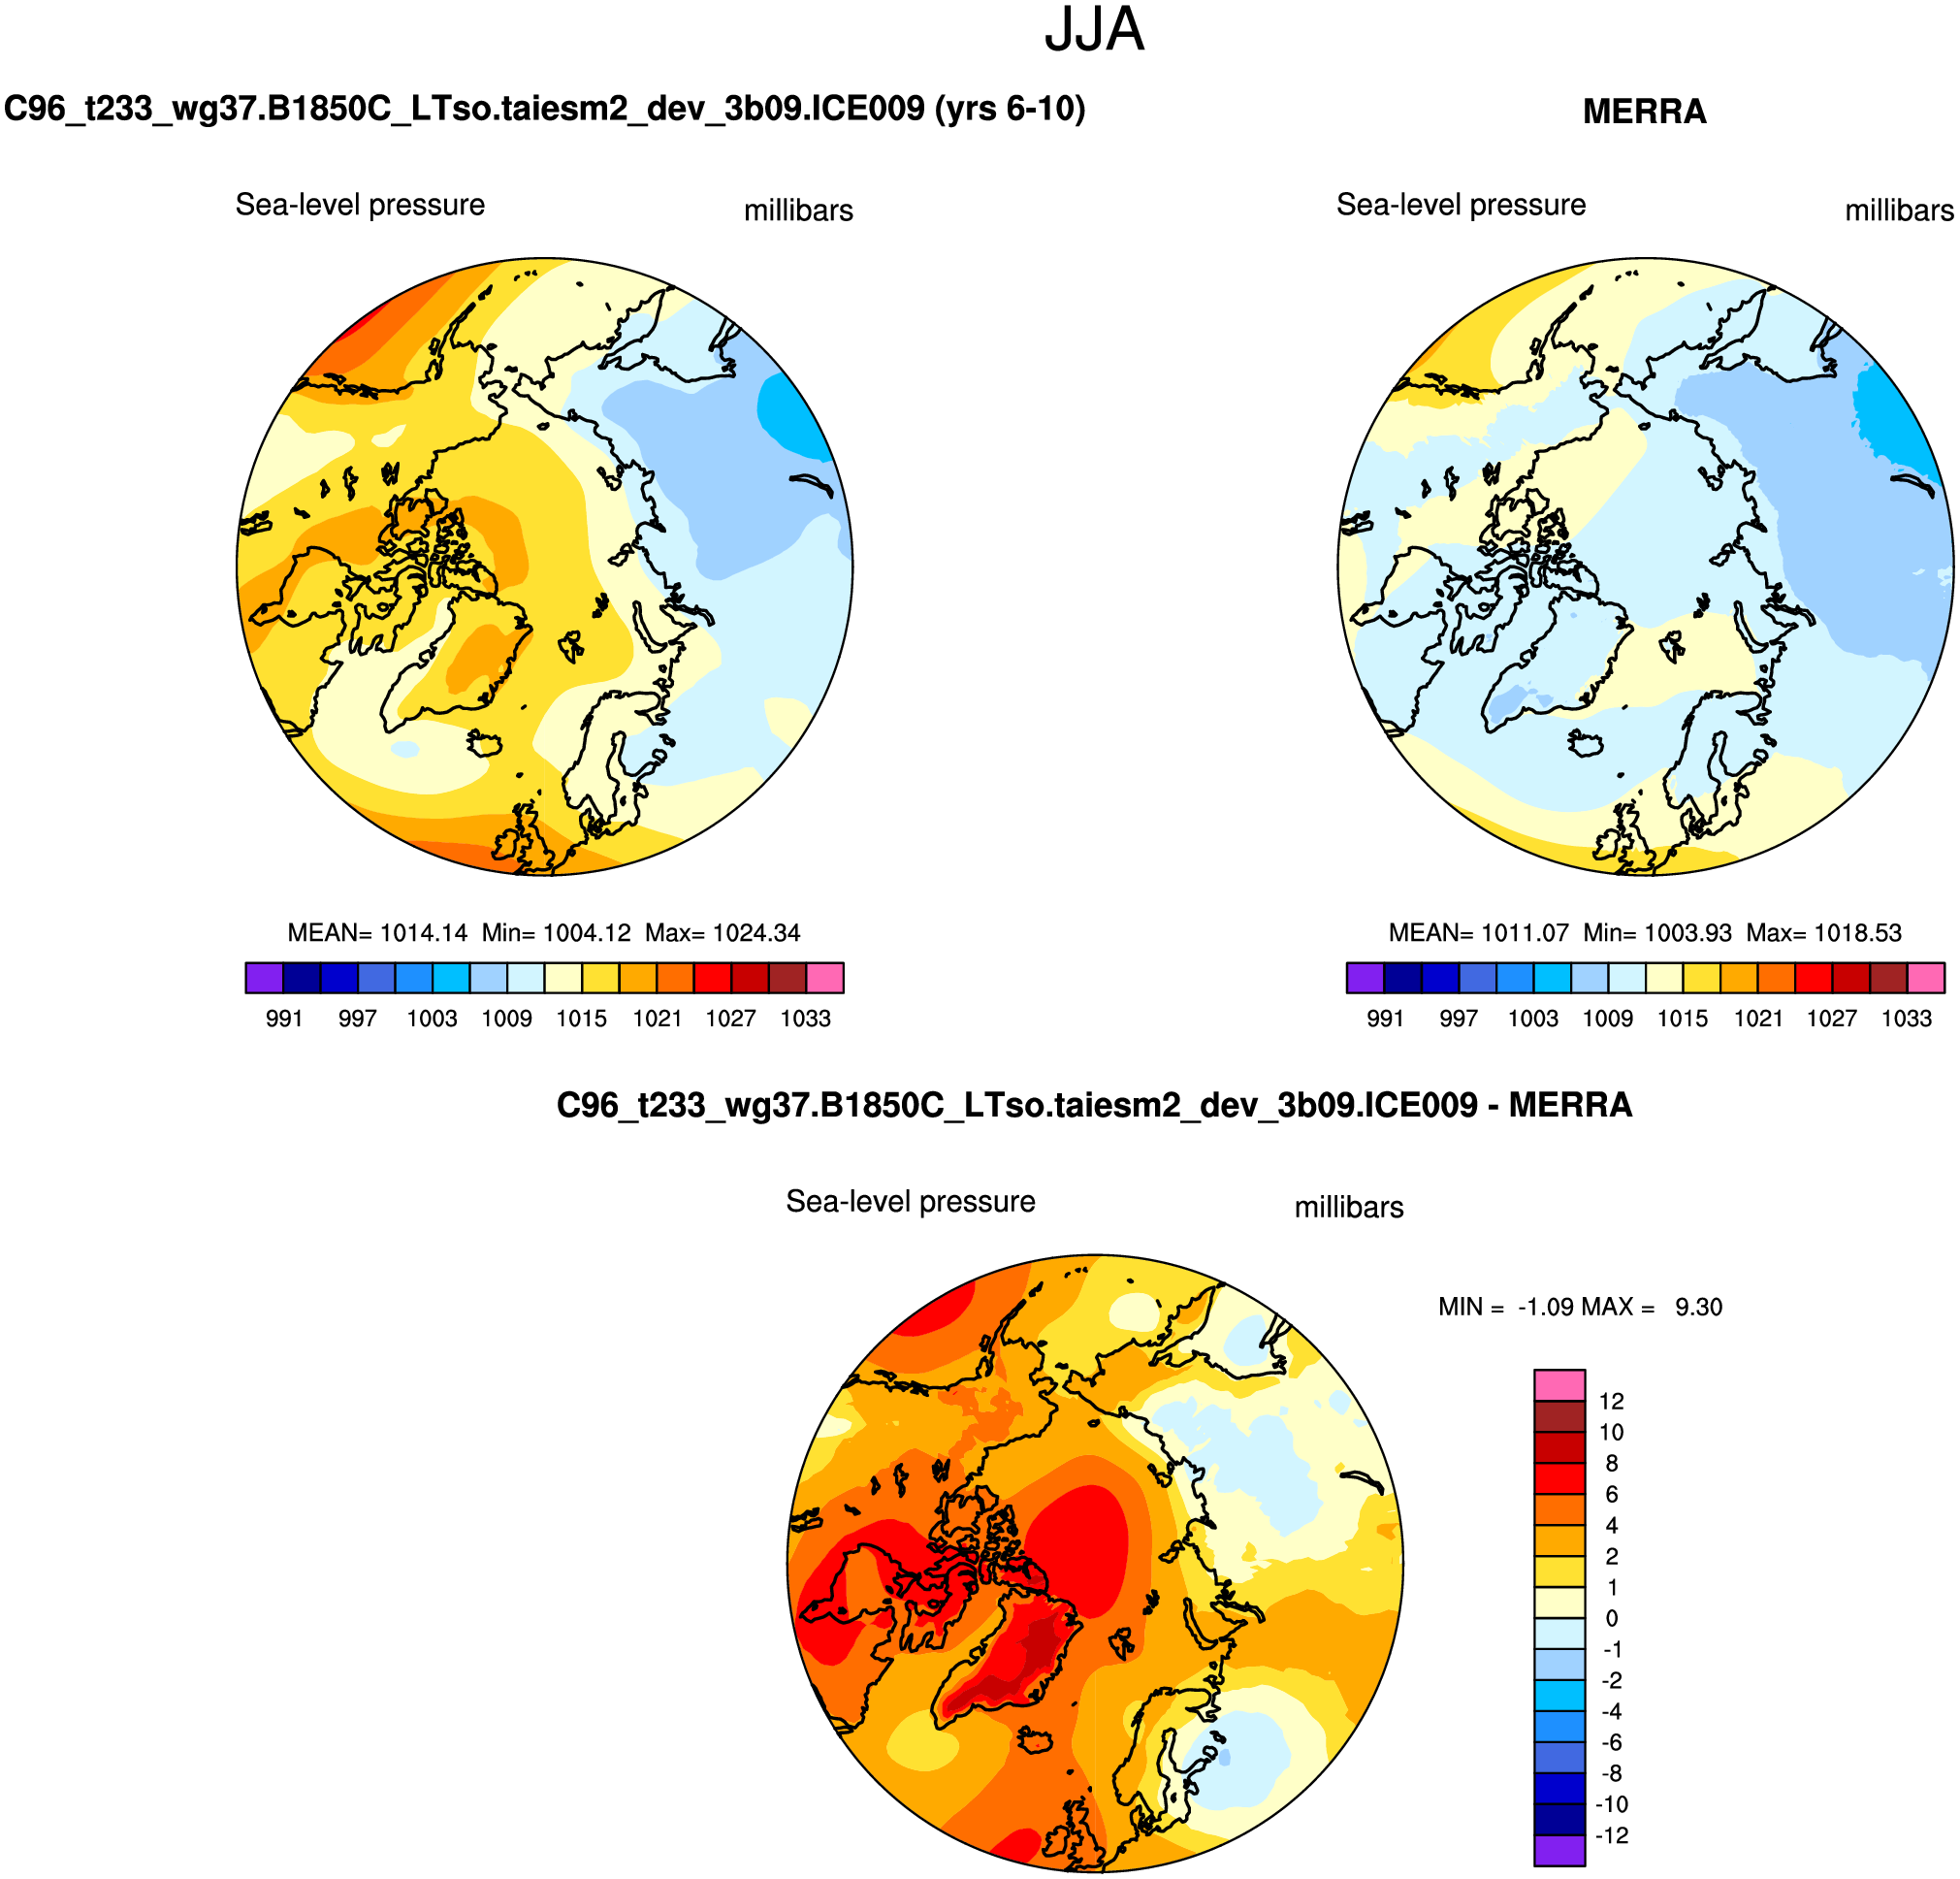 JJA
C96_t233_wg37.B1850C_LTso.taiesm2_dev_3b09.ICE009 (yrs 6-10)
MERRA
Sea-level pressure millibars
Sea-level pressure millibars
MEAN= 1014.14 Min= 1004.12 Max= 1024.34
991 997 1003 1009 1015 1021 1027 1033
MEAN= 1011.07 Min= 1003.93 Max= 1018.53
991 997 1003 1009 1015 1021 1027 1033
C96_t233_wg37.B1850C_LTso.taiesm2_dev_3b09.ICE009 - MERRA
Sea-level pressure millibars
MIN = -1.09 MAX = 9.30
12
10
8
6
4
2
1
0
-1
-2
-4
-6
-8
-10
-12